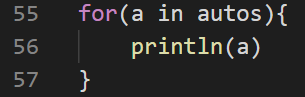 55 for(a in autos){
56     println(a)
57 }